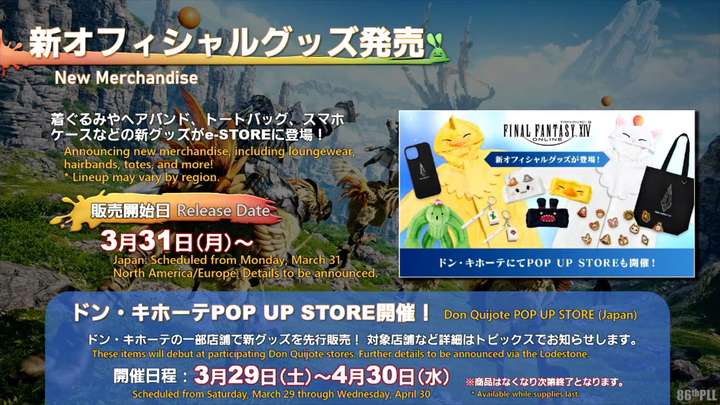 新オフィシャルグッズ発売
New Merchandise
着ぐるみやヘアバンド、トートバッグ、スマホ
ケースなどの新グッズがe-STOREに登場！
Announcing new merchandise, including loungewear,
hairbands, totes, and more!
* Lineup may vary by region.
販売開始日 Release Date
3月31日(月)～
Japan: Scheduled from Monday, March 31
North America/Europe: Details to be announced.
FINAL FANTASY XIV
ONLINE
新オフィシャルグッズが登場！
ドン・キホーテにてPOP UP STOREも開催！
ドン・キホーテPOP UP STORE開催！ Don Quijote POP UP STORE (Japan)
ドン・キホーテの一部店舗で新グッズを先行販売！ 対象店舗など詳細はトピックスでお知らせします。
These items will debut at participating Don Quijote stores. Further details to be announced via the Lodestone.
開催日程：3月29日(土)～4月30日(水) ※商品はなくなり次第終了となります。
Scheduled from Saturday, March 29 through Wednesday, April 30 * Available while supplies last.
86thPLL